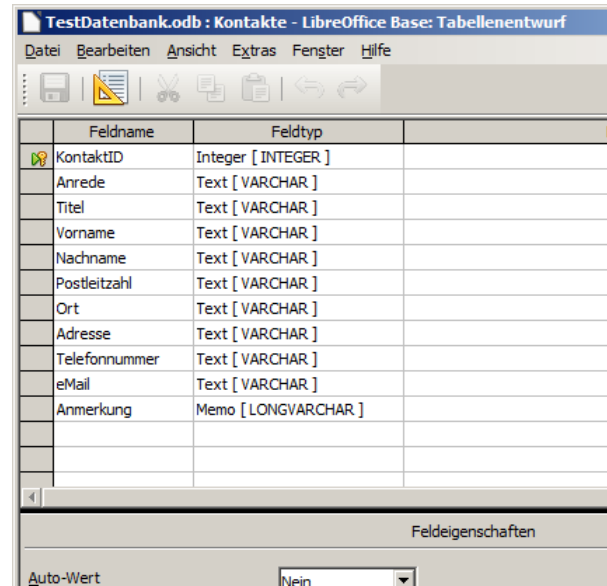 TestDatenbank.odb : Kontakte - LibreOffice Base: Tabellenentwurf
Datei Bearbeiten Ansicht Extras Fenster Hilfe
Feldname Feldtyp
KontaktID Integer [ INTEGER ]
Anrede Text [ VARCHAR ]
Titel Text [ VARCHAR ]
Vorname Text [ VARCHAR ]
Nachname Text [ VARCHAR ]
Postleitzahl Text [ VARCHAR ]
Ort Text [ VARCHAR ]
Adresse Text [ VARCHAR ]
Telefonnummer Text [ VARCHAR ]
eMail Text [ VARCHAR ]
Anmerkung Memo [ LONGVARCHAR ]
Feldeigenschaften
Auto-Wert Nein